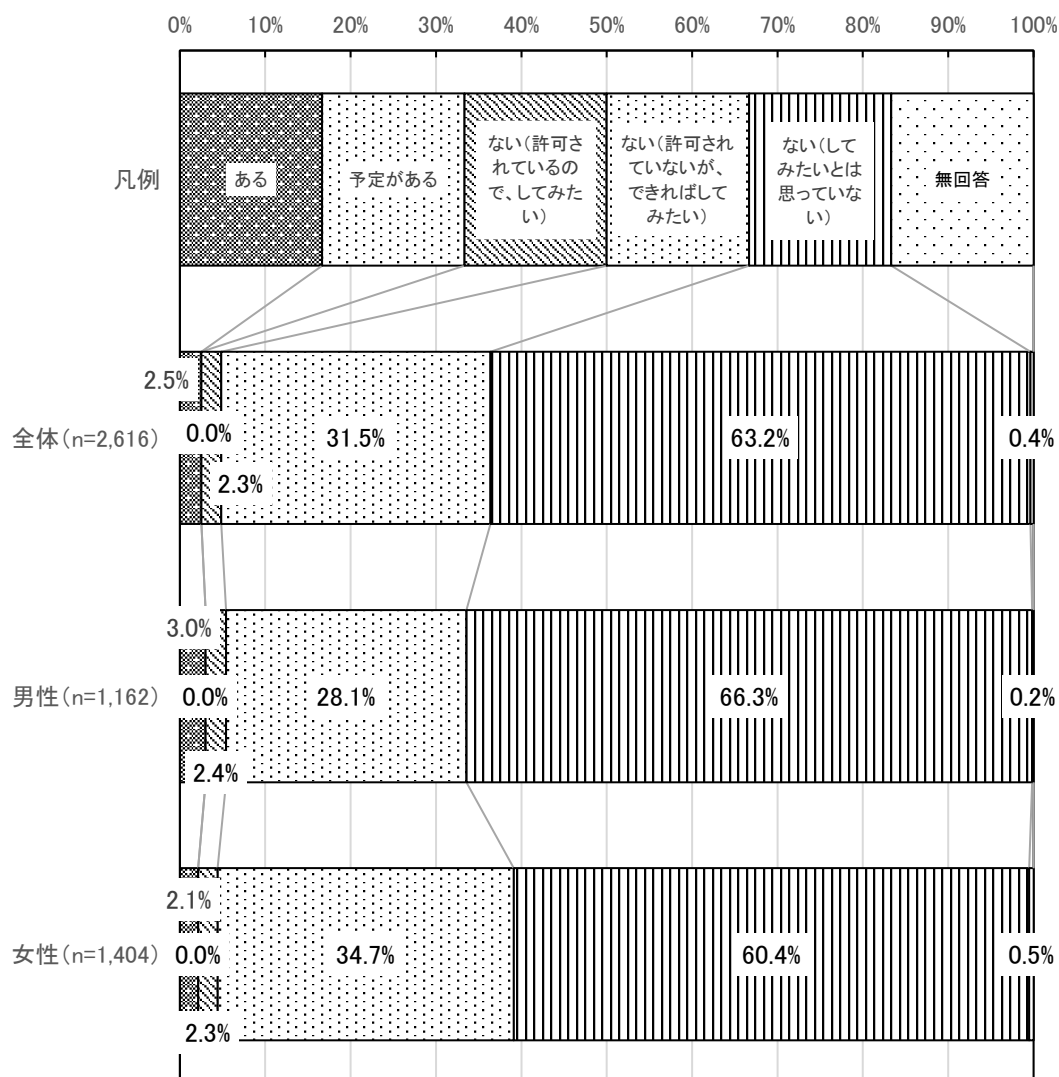 0% 10% 20% 30% 40% 50% 60% 70% 80% 90% 100%
凡例
ある
予定がある
ない（許可さ
れているの
で、してみた
い）
ない（許可され
ていないが、
できればして
みたい）
ない（して
みたいとは
思っていな
い）
無回答
全体（n=2,616）
2.5%
0.0%
2.3%
31.5%
63.2%
0.4%
男性（n=1,162）
3.0%
0.0%
2.4%
28.1%
66.3%
0.2%
女性（n=1,404）
2.1%
0.0%
2.3%
34.7%
60.4%
0.5%